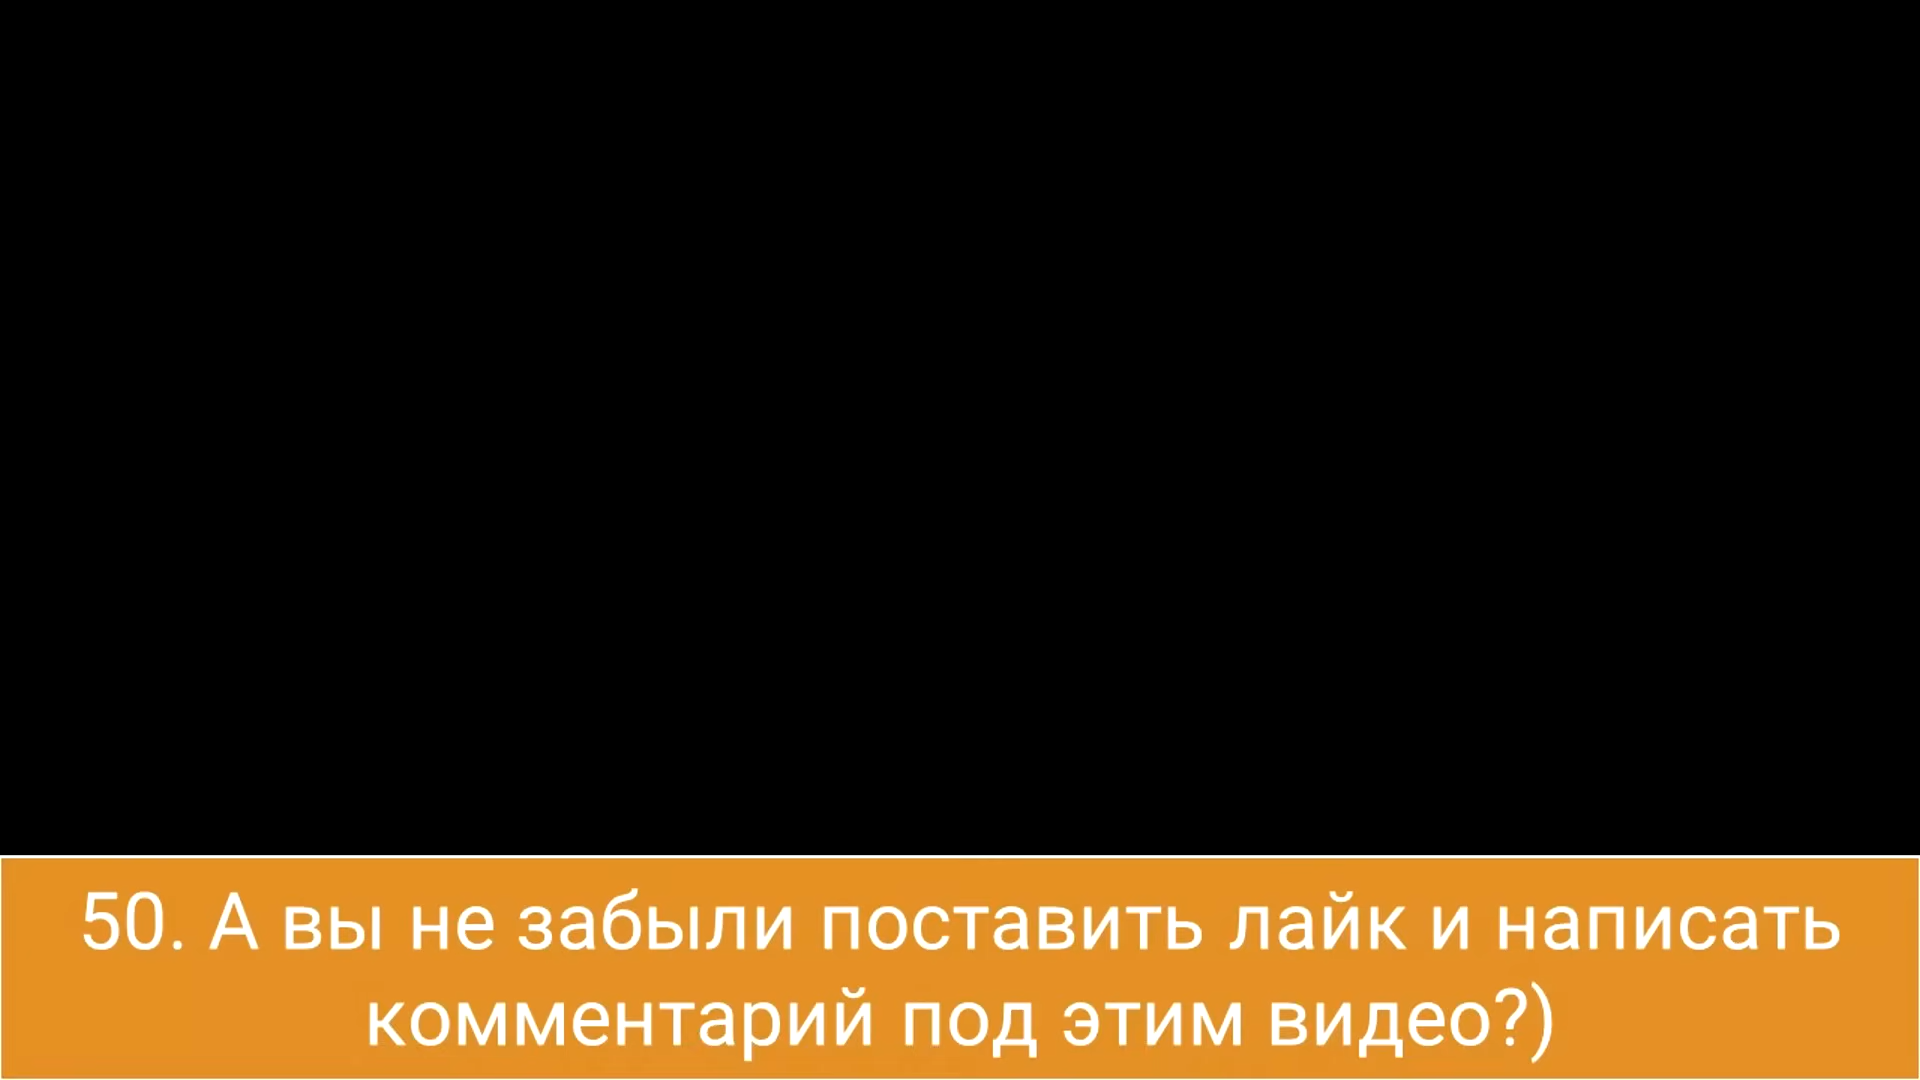 50. А вы не забыли поставить лайк и написать
комментарий под этим видео?)